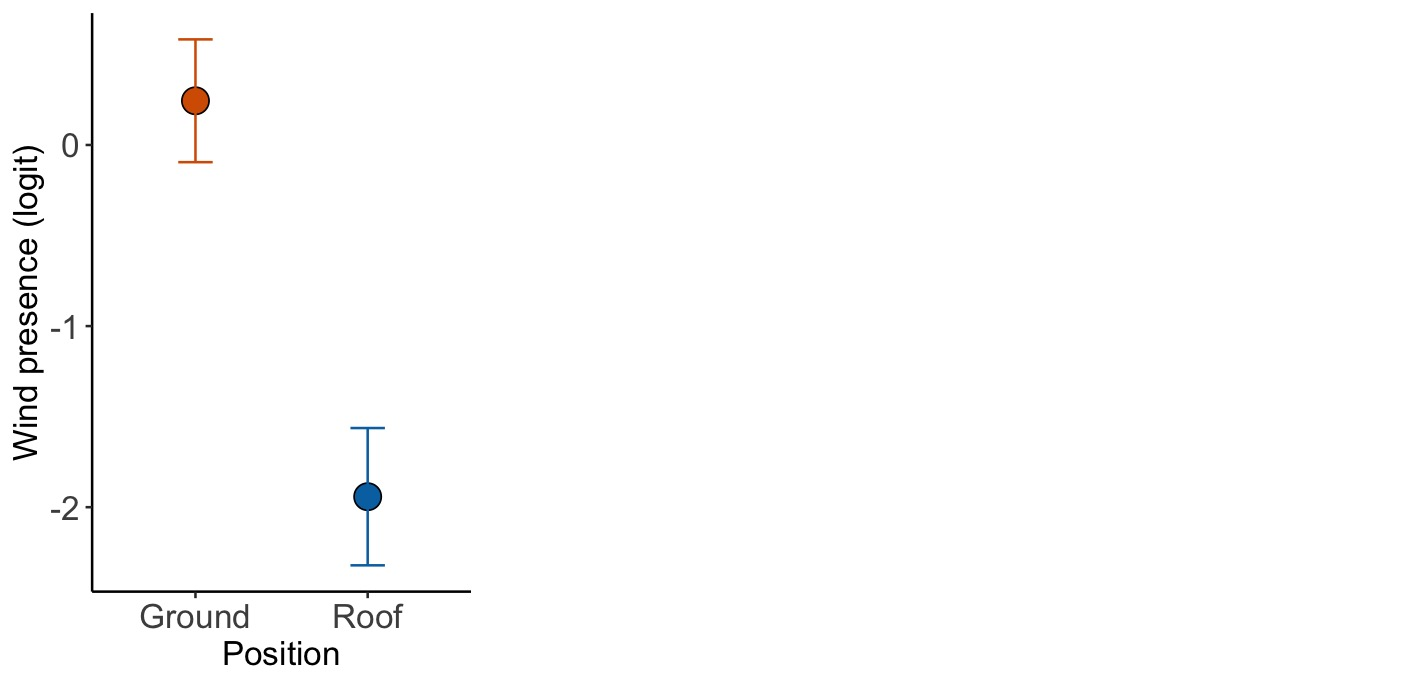 Wind presence (logit)
0
-1
-2
Ground Roof
Position